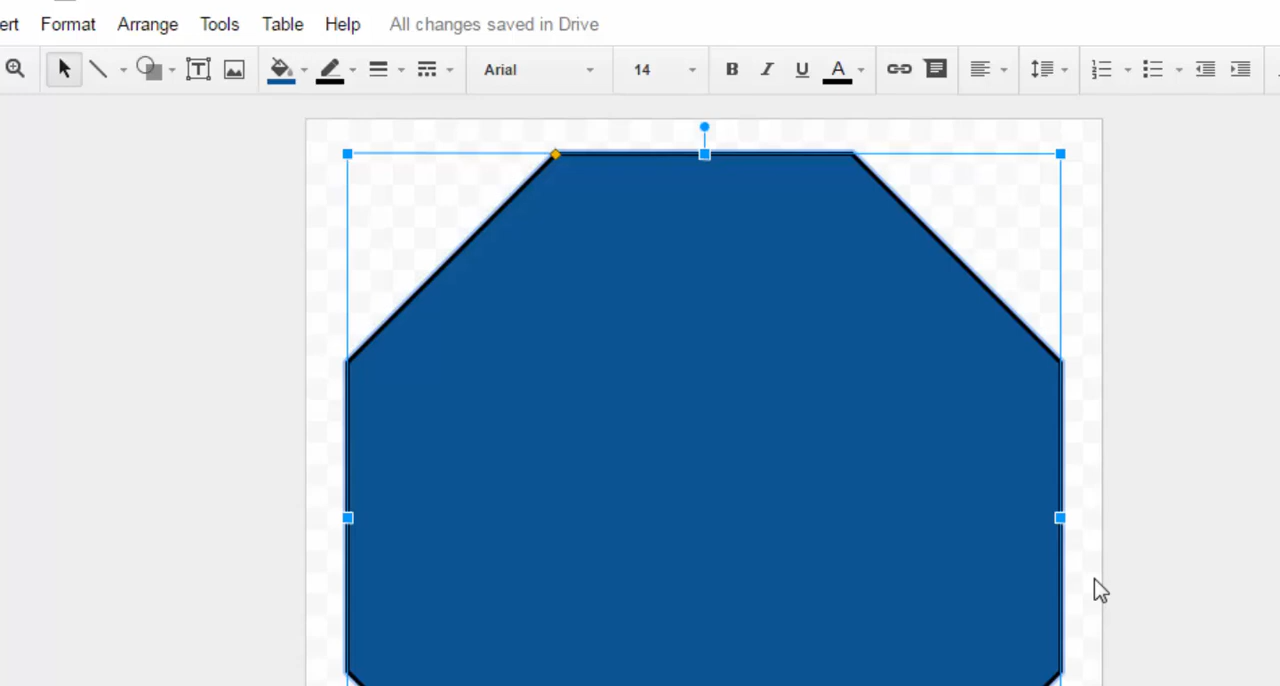 ert Format Arrange Tools Table Help All changes saved in Drive
Arial 14 B I U A